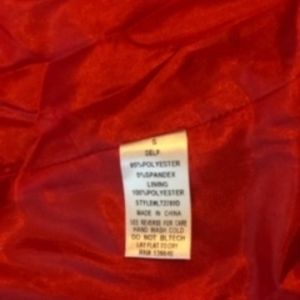 S
SELF
95%POLYESTER
5%SPANDEX
LINING
100%POLYESTER
MADE IN CHINA
SEE REVERSE FOR CARE
HAND WASH COLD
DO NOT BLTECH
LAY FLAT TO DRY